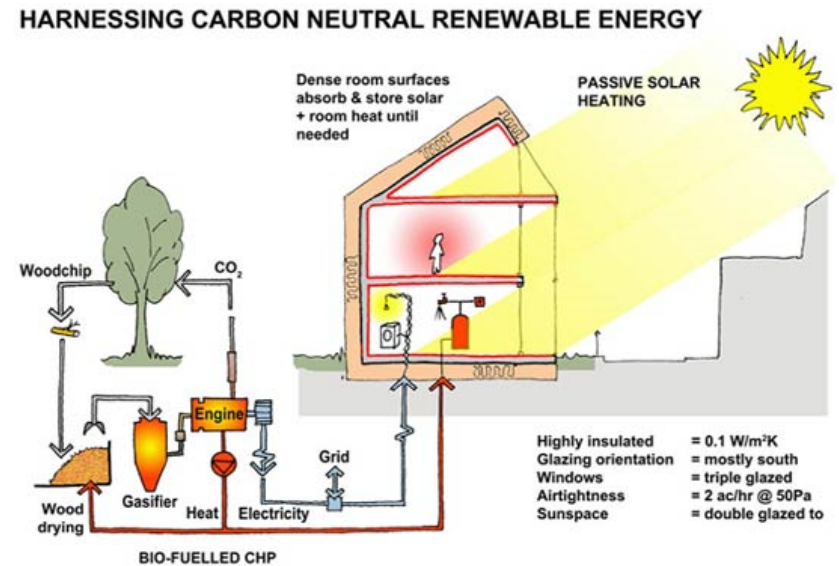 HARNESSING CARBON NEUTRAL RENEWABLE ENERGY
Dense room surfaces
absorb & store solar
+ room heat until
needed
PASSIVE SOLAR
HEATING
Woodchip
CO₂
Engine
Grid
Gasifier
Wood
drying
Heat
Electricity
BIO-FUELLED CHP
Highly insulated = 0.1 W/m²K
Glazing orientation = mostly south
Windows = triple glazed
Airtightness = 2 ac/hr @ 50Pa
Sunspace = double glazed to